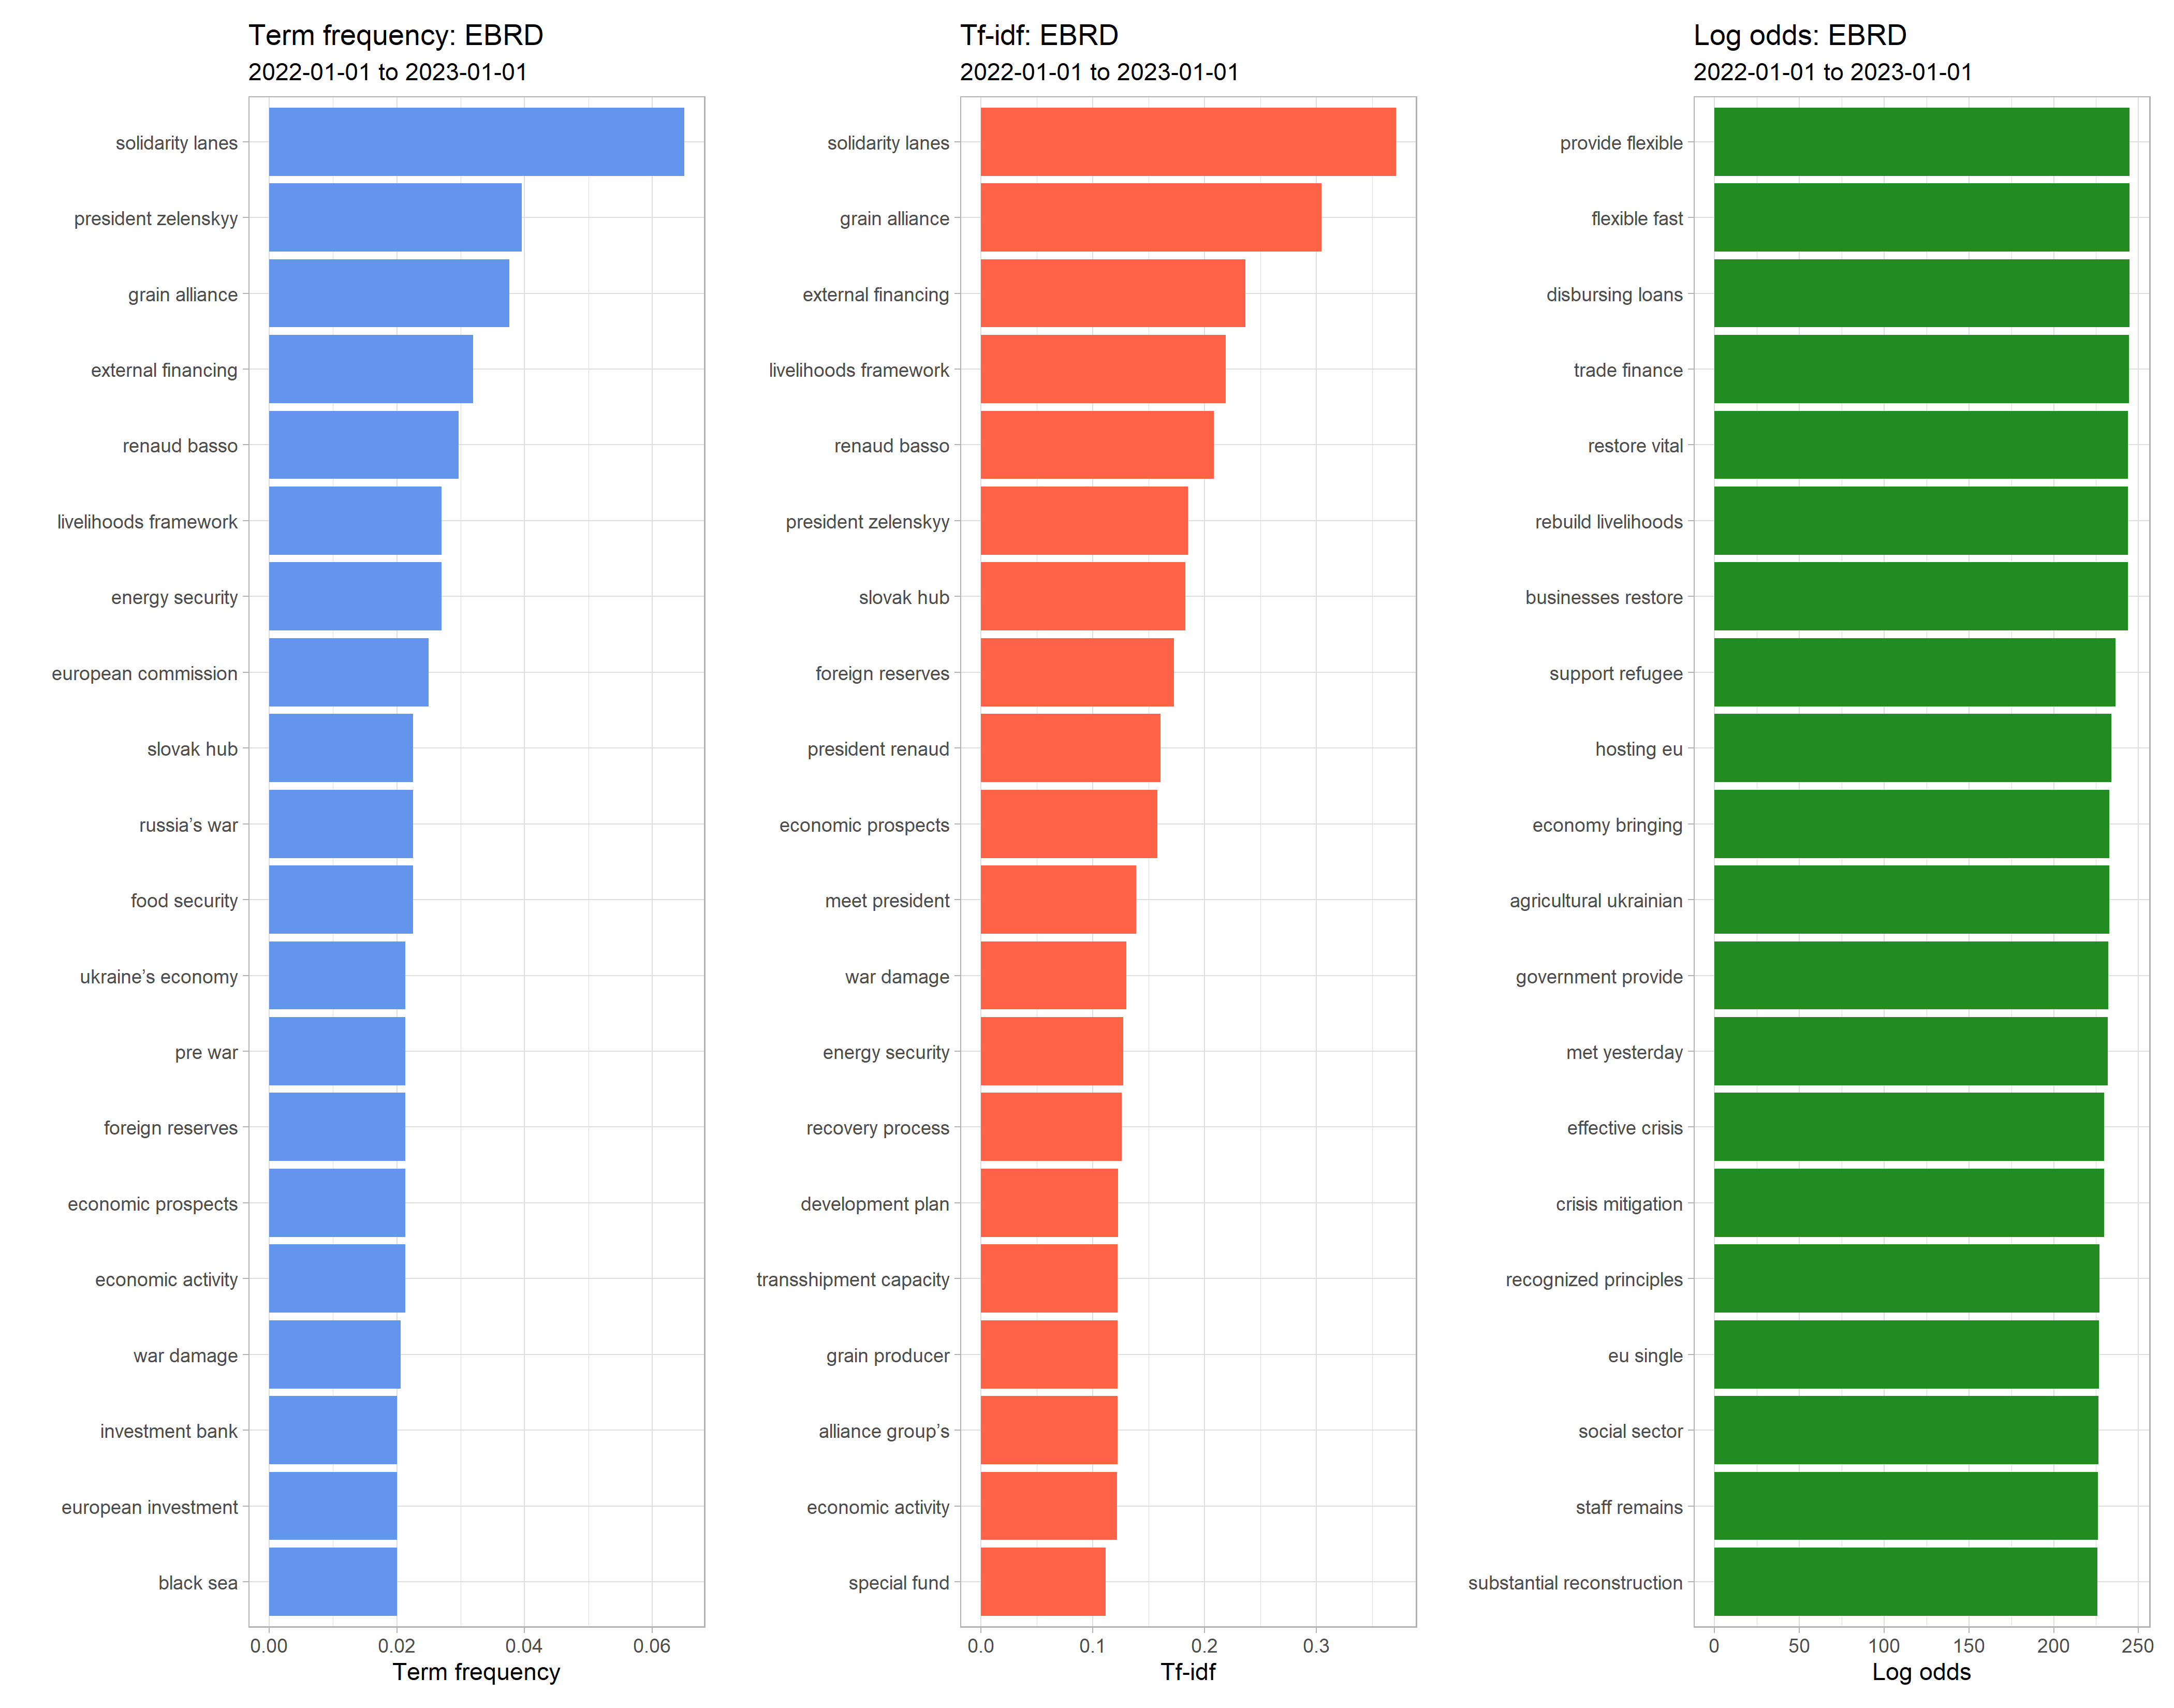 Term frequency: EBRD
2022-01-01 to 2023-01-01
solidarity lanes
president zelenskyy
grain alliance
external financing
renaud basso
livelihoods framework
energy security
european commission
slovak hub
russia’s war
food security
ukraine’s economy
pre war
foreign reserves
economic prospects
economic activity
war damage
investment bank
european investment
black sea
0.00 0.02 0.04 0.06
Term frequency
Tf-idf: EBRD
2022-01-01 to 2023-01-01
solidarity lanes
grain alliance
external financing
livelihoods framework
renaud basso
president zelenskyy
slovak hub
foreign reserves
president renaud
economic prospects
meet president
war damage
energy security
recovery process
development plan
transshipment capacity
grain producer
alliance group’s
economic activity
special fund
0.0 0.1 0.2 0.3
Tf-idf
Log odds: EBRD
2022-01-01 to 2023-01-01
provide flexible
flexible fast
disbursing loans
trade finance
restore vital
rebuild livelihoods
businesses restore
support refugee
hosting eu
economy bringing
agricultural ukrainian
government provide
met yesterday
effective crisis
crisis mitigation
recognized principles
eu single
social sector
staff remains
substantial reconstruction
0 50 100 150 200 250
Log odds